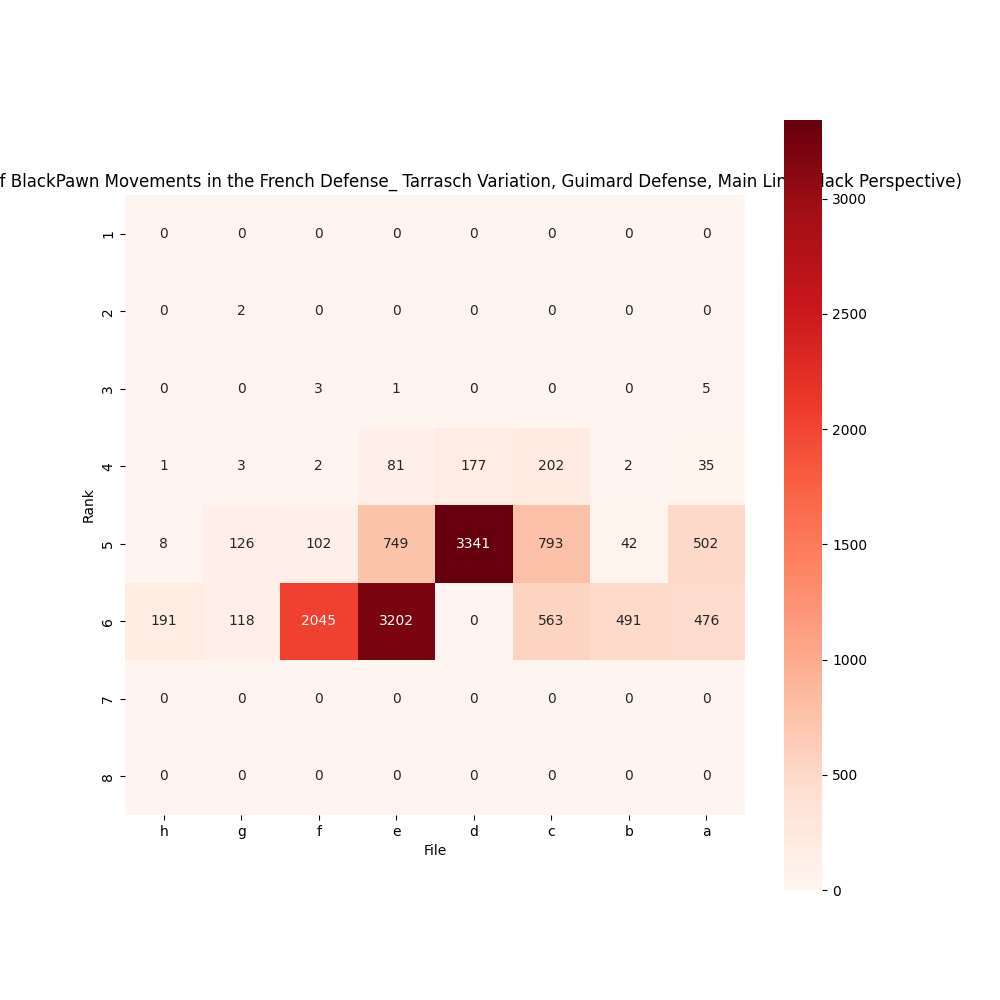 f BlackPawn Movements in the French Defense_ Tarrasch Variation, Guimard Defense, Main Lin lack Perspective)
3000
1 0 0 0 0 0 0 0 0
2 0 2 0 0 0 0 0 0
2500
3 0 0 3 1 0 0 0 5
2000
4 1 3 2 81 177 202 2 35
Rank
1500
5 8 126 102 749 3341 793 42 502
6 191 118 2045 3202 0 563 491 476
1000
7 0 0 0 0 0 0 0 0
500
8 0 0 0 0 0 0 0 0
h g f e d c b a
File
0